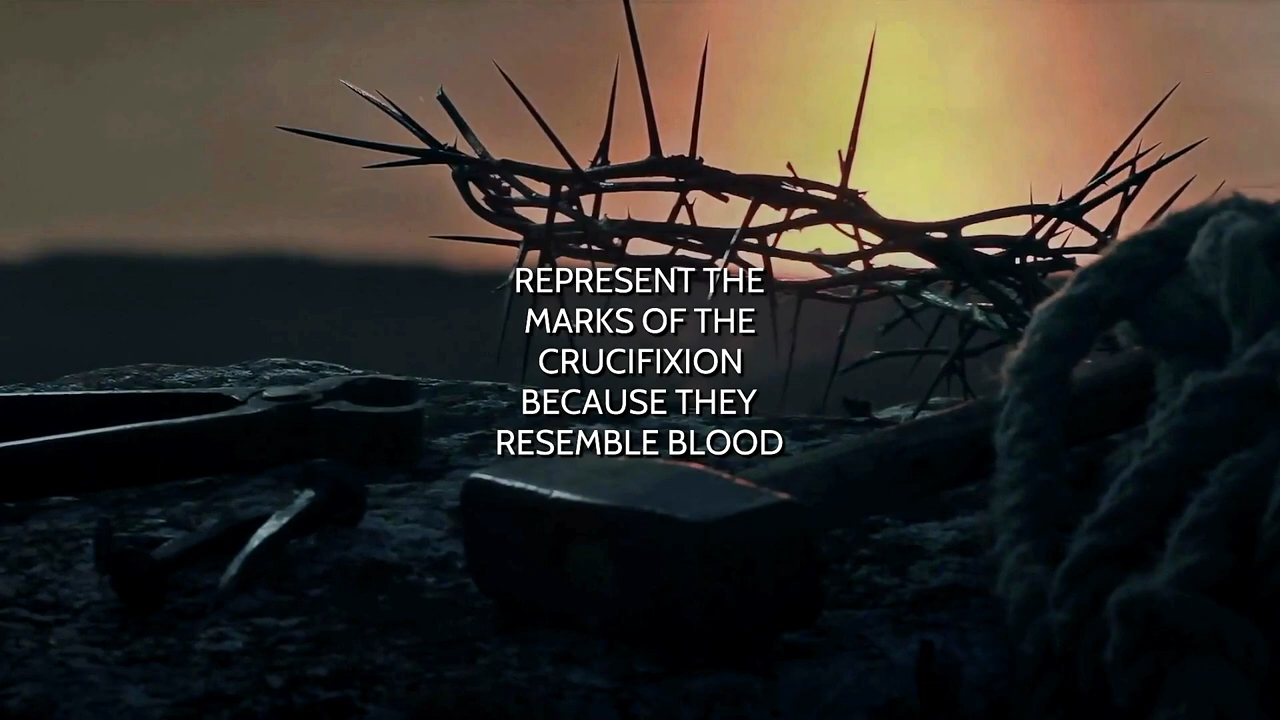 REPRESENT THE
MARKS OF THE
CRUCIFIXION
BECAUSE THEY
RESEMBLE BLOOD